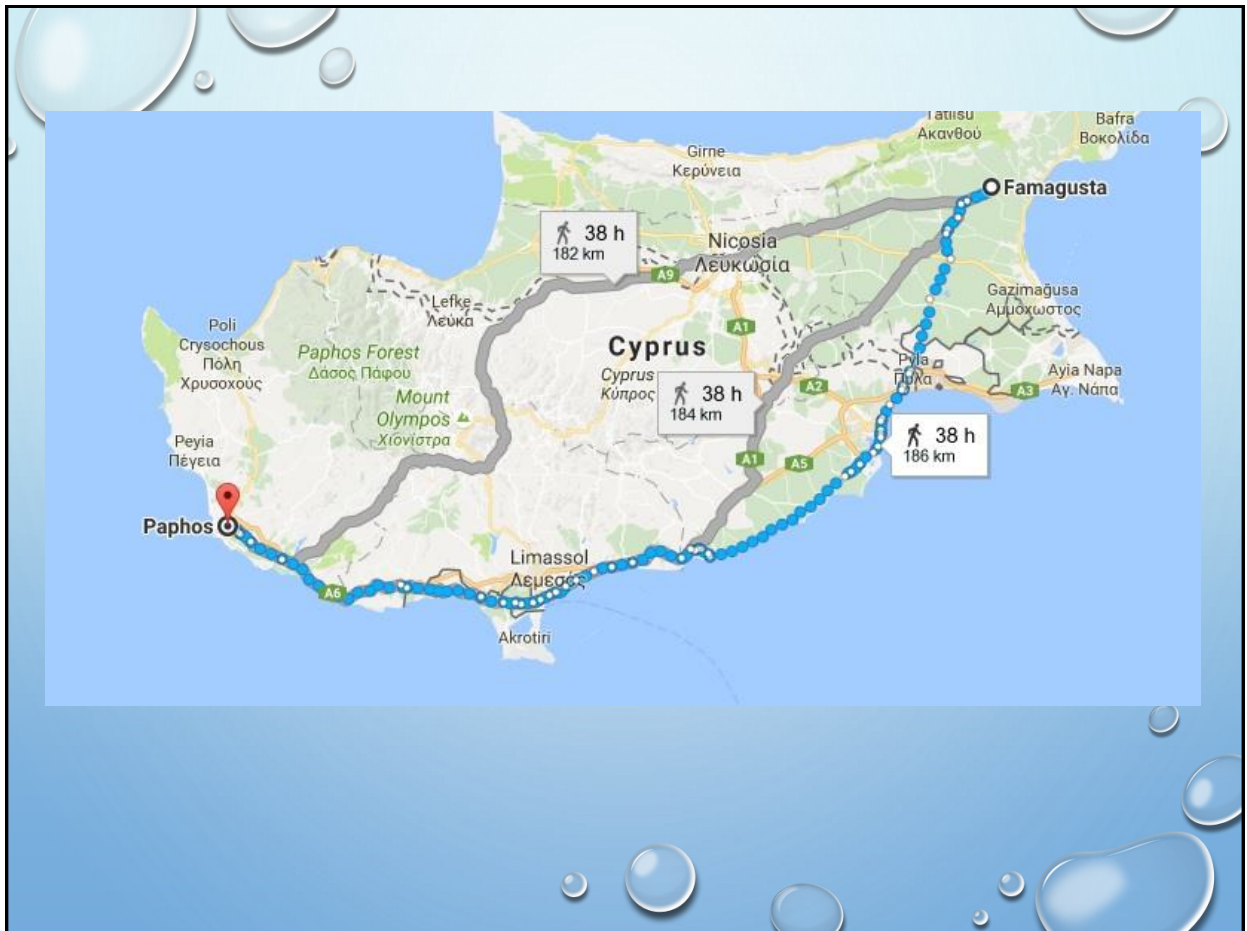 Tatlisu
Ακανθού
Bafra
Βοκολίδα
Girne
Κερύνεια
Famagusta
38 h
182 km
Nicosia
Λευκωσία
A9
Gazimağusa
Αμμόχωστος
Lefke
Λεύκα
Poli
Crysochous
Πόλη
Χρυσοχούς
A1
Paphos Forest
Δάσος Πάφου
Cyprus
Cyprus
Κύπρος
Pyla
Πύλα
Ayia Napa
Αγ. Νάπα
A2
A3
38 h
184 km
Mount
Olympos
Χιονίστρα
38 h
186 km
Peyia
Πέγεια
A1
A5
Paphos
Limassol
Λεμεσός
A6
Akrotiri